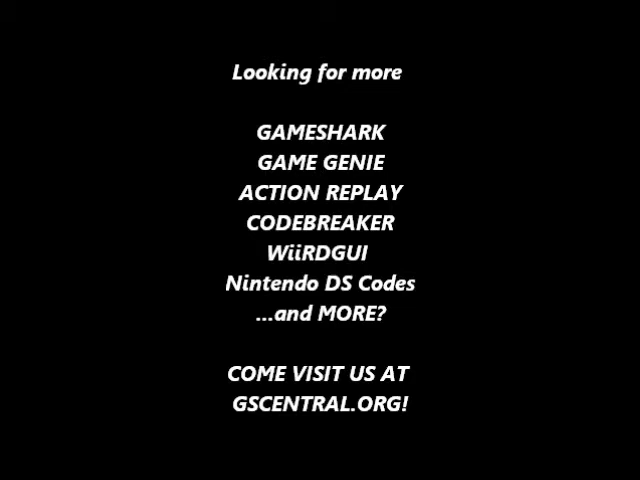 Looking for more
GAMESHARK
GAME GENIE
ACTION REPLAY
CODEBREAKER
WiiRDGUI
Nintendo DS Codes
...and MORE?
COME VISIT US AT
GSCENTRAL.ORG!